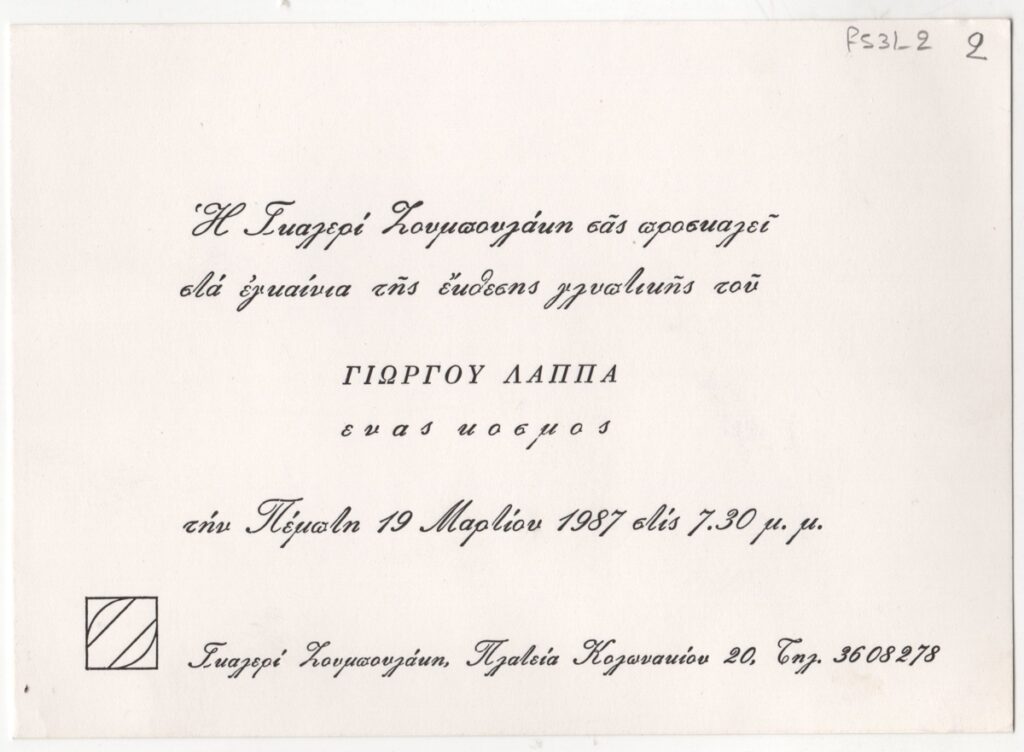 F531_2 2
Ἡ Γκαλερί Ζουμπουλάκη σᾶς προσκαλεῖ
στά ἐγκαίνια τῆς ἔκθεσης γλυπτικῆς τοῦ
ΓΙΩΡΓΟΥ ΛΑΠΠΑ
ενας κοσμος
τήν Πέμπτη 19 Μαρτίου 1987 στίς 7.30 μ. μ.
Γκαλερί Ζουμπουλάκη, Πλατεία Κολωνακίου 20, Τηλ. 3608278